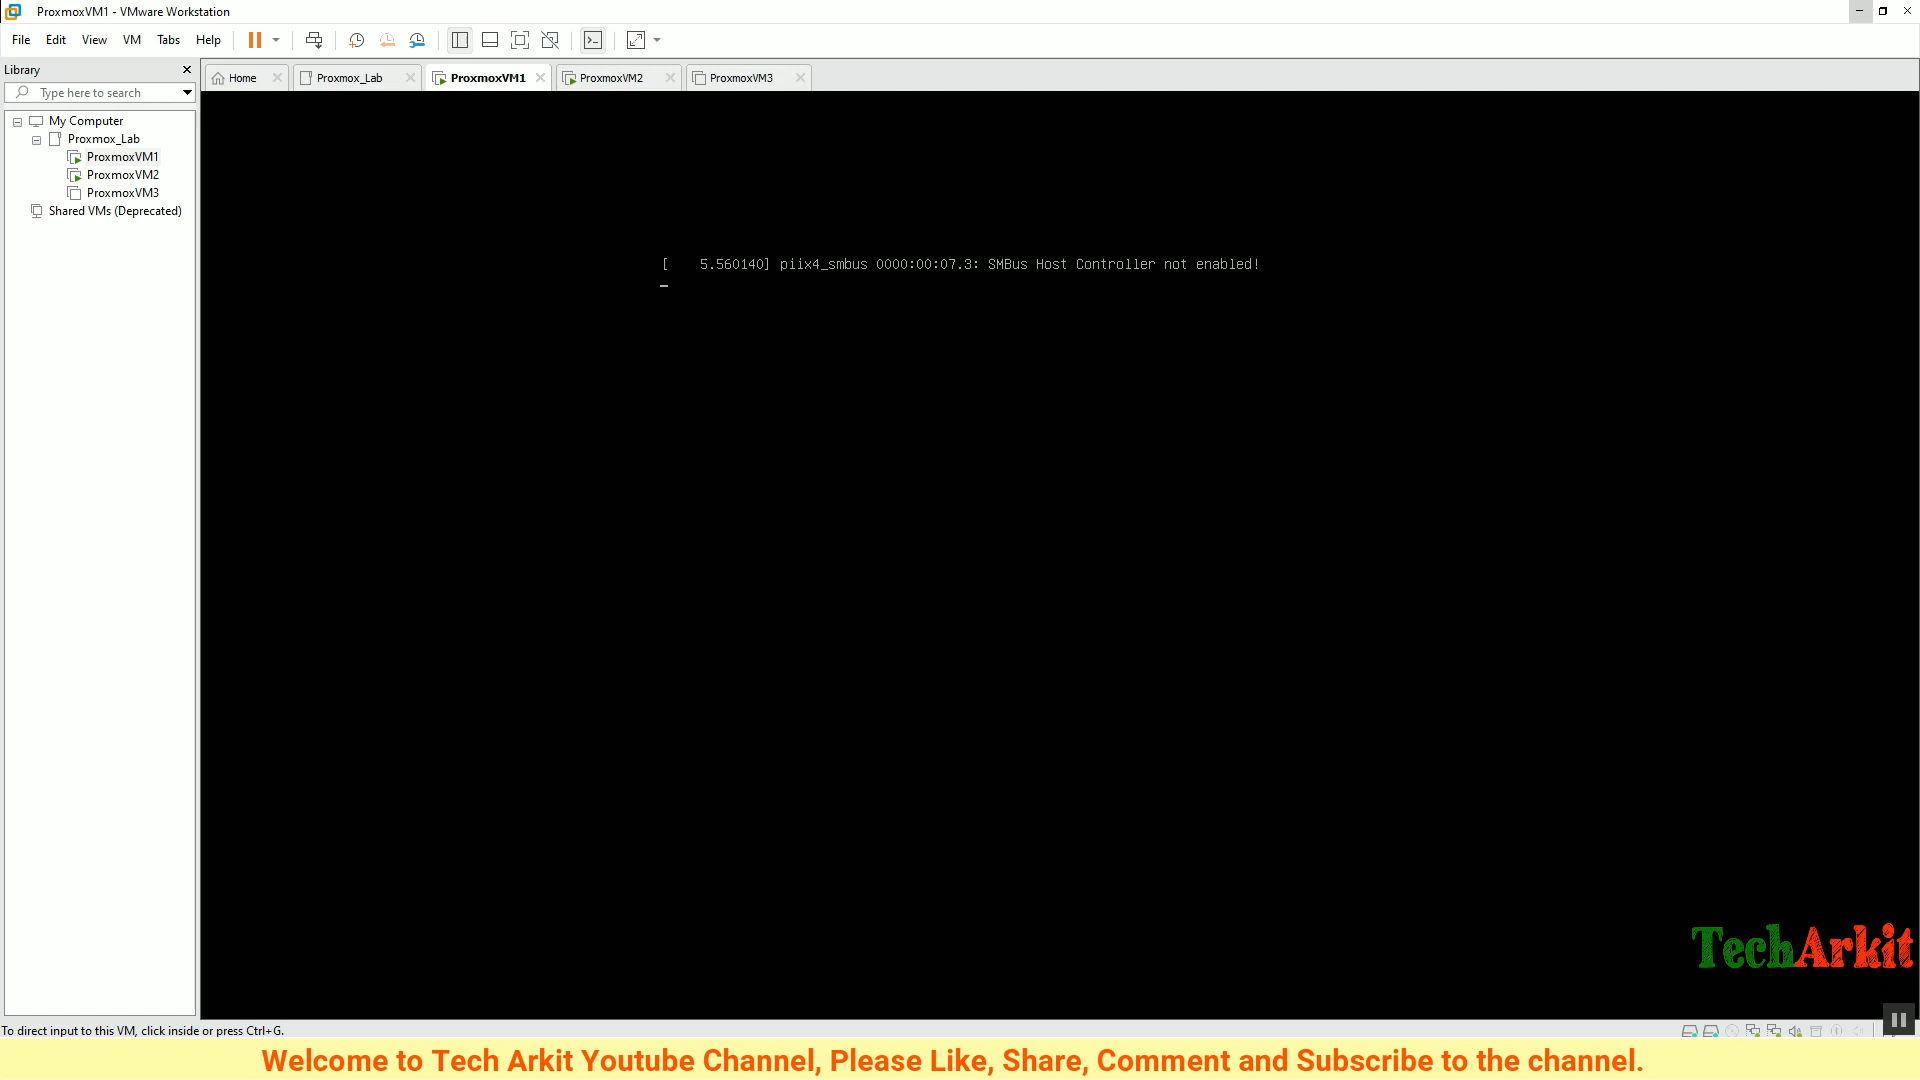 ProxmoxVM1 - VMware Workstation
File Edit View VM Tabs Help
Library
Type here to search
My Computer
Proxmox_Lab
ProxmoxVM1
ProxmoxVM2
ProxmoxVM3
Shared VMs (Deprecated)
Home Proxmox_Lab ProxmoxVM1 ProxmoxVM2 ProxmoxVM3
[    5.560140] piix4_smbus 0000:00:07.3: SMBus Host Controller not enabled!
TechArkit
To direct input to this VM, click inside or press Ctrl+G.
Welcome to Tech Arkit Youtube Channel, Please Like, Share, Comment and Subscribe to the channel.